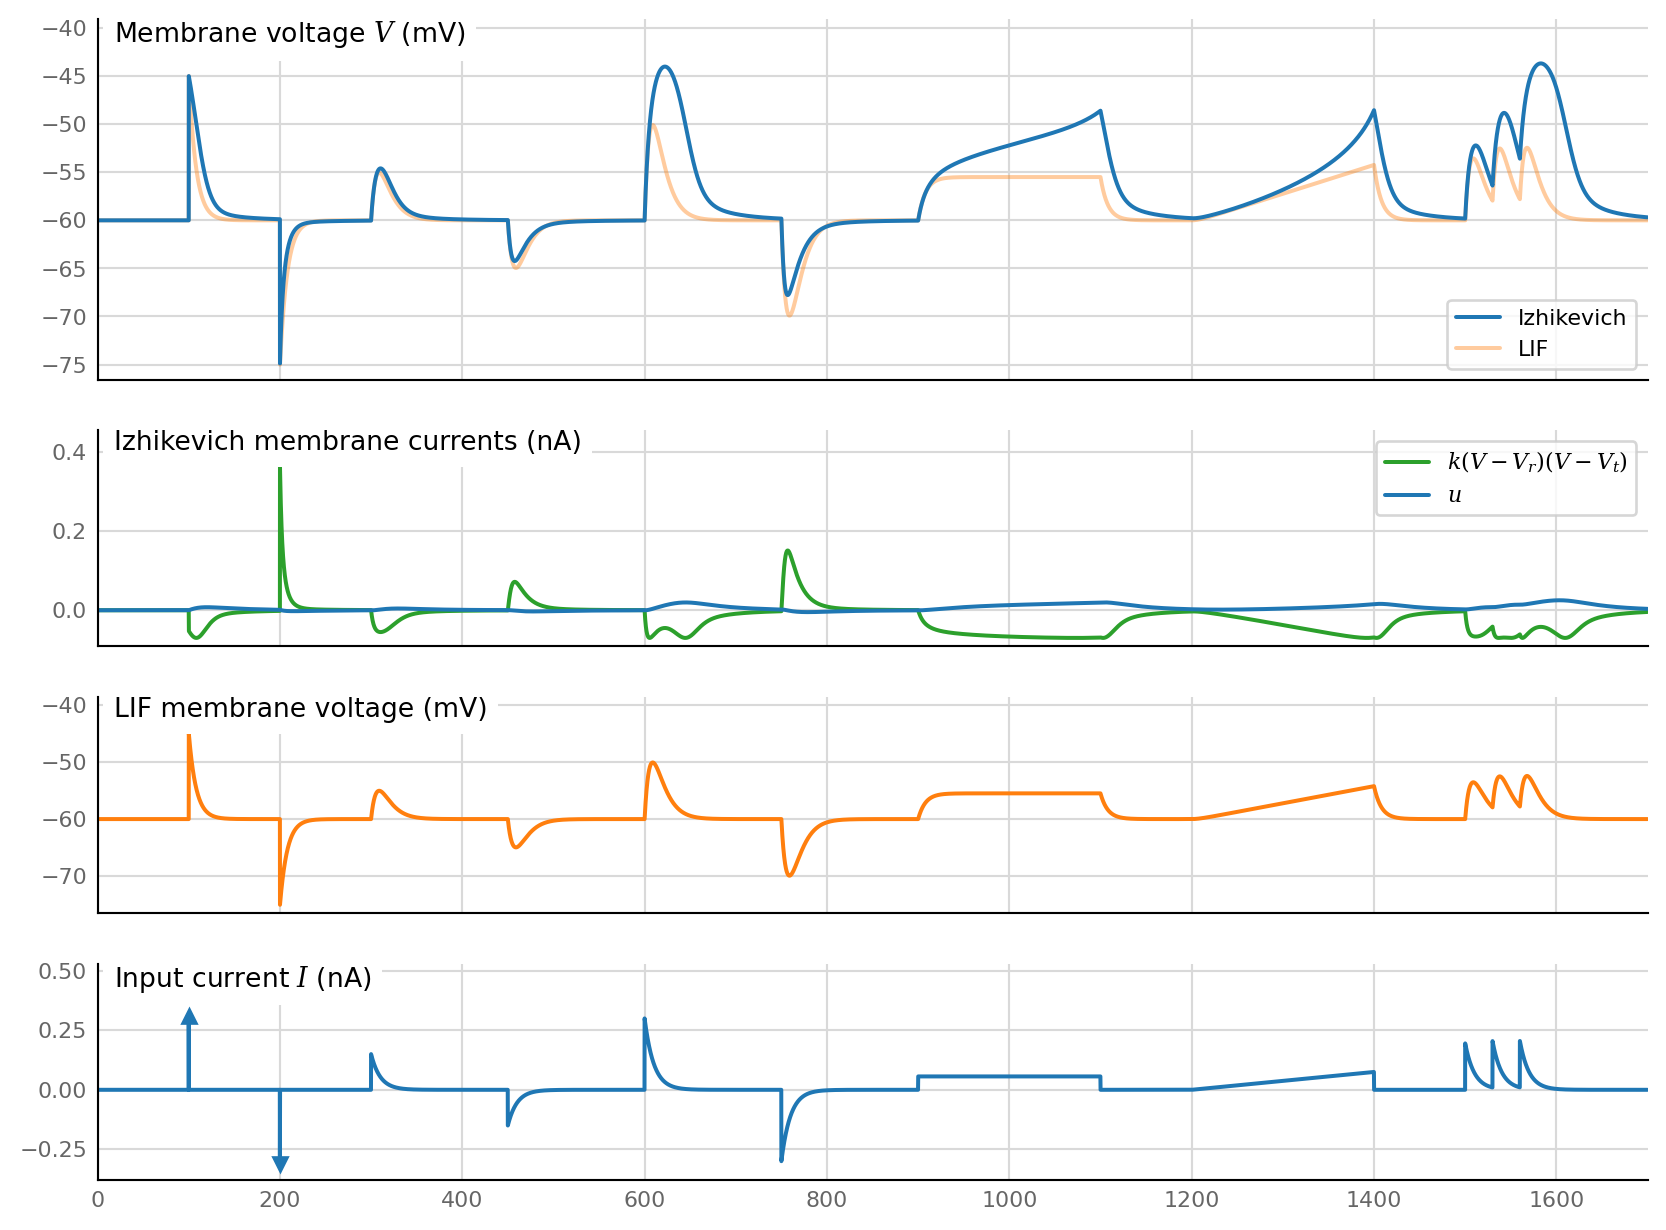 Membrane voltage V (mV)
−40
−45
−50
−55
−60
−65
−70
−75
Izhikevich
LIF
Izhikevich membrane currents (nA)
0.4
0.2
0.0
k(V − Vr)(V − Vt)
u
LIF membrane voltage (mV)
−40
−50
−60
−70
Input current I (nA)
0.50
0.25
0.00
−0.25
0 200 400 600 800 1000 1200 1400 1600